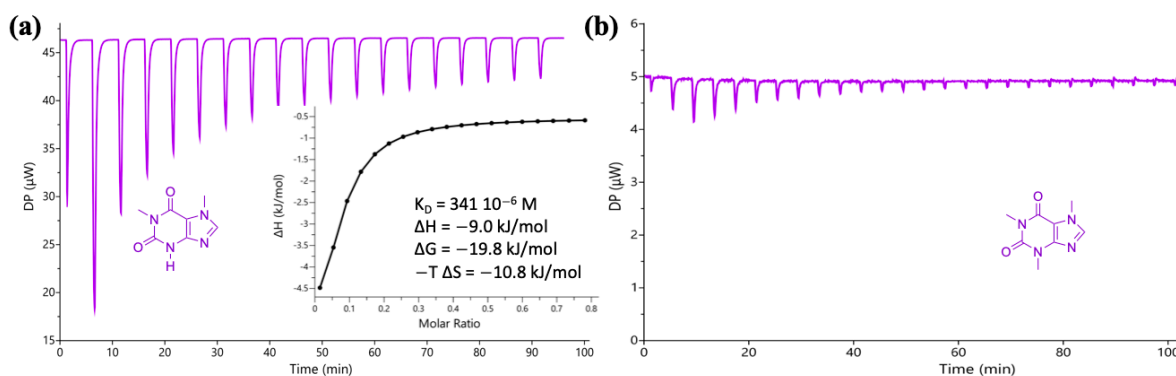 (a)
45
40
35
30
25
20
15
DP (µW)
0 10 20 30 40 50 60 70 80 90 100
Time (min)
O
N
N
O
N
N
H
-0.5
-1
-1.5
-2
-2.5
-3
-3.5
-4
-4.5
ΔH (kJ/mol)
0 0.1 0.2 0.3 0.4 0.5 0.6 0.7 0.8
Molar Ratio
K_D = 341 10⁻⁶ M
ΔH = −9.0 kJ/mol
ΔG = −19.8 kJ/mol
−T ΔS = −10.8 kJ/mol
(b)
6
5
4
3
2
1
0
DP (µW)
0 20 40 60 80 100
Time (min)
O
N
N
O
N
N